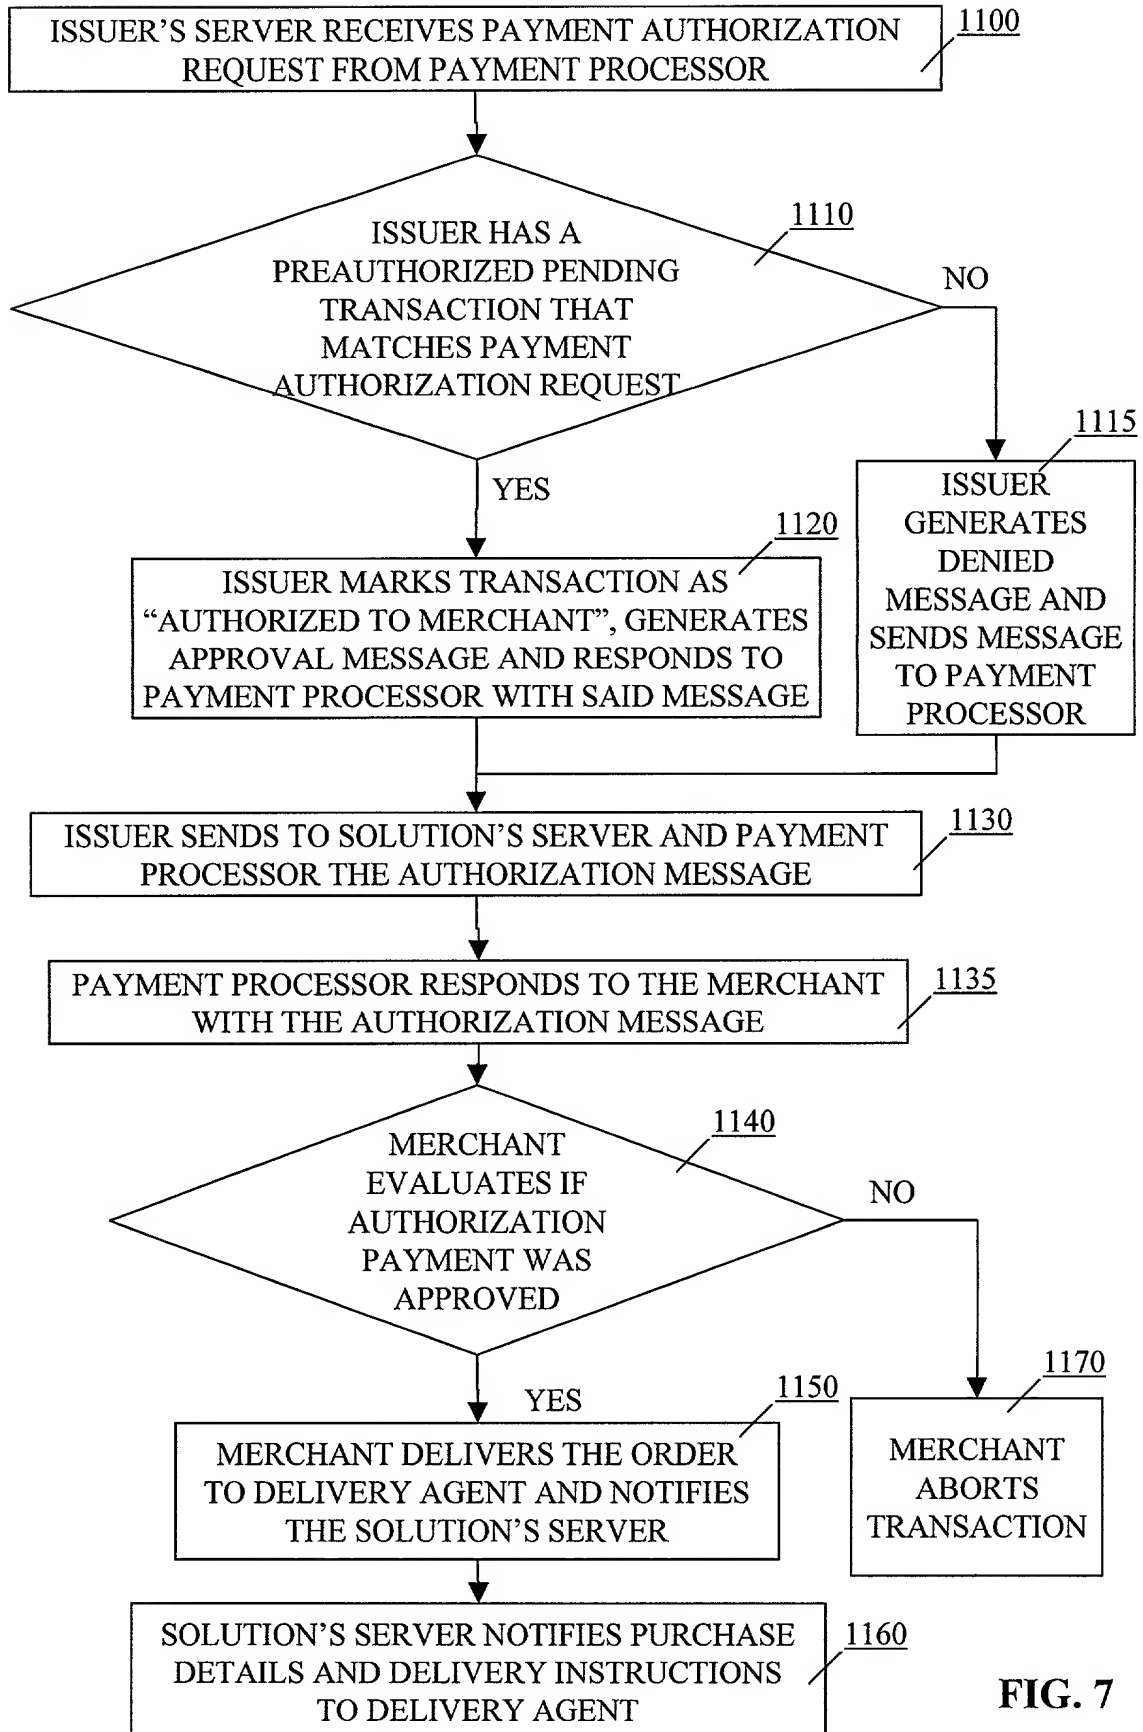 ISSUER’S SERVER RECEIVES PAYMENT AUTHORIZATION
REQUEST FROM PAYMENT PROCESSOR
1100
ISSUER HAS A
PREAUTHORIZED PENDING
TRANSACTION THAT
MATCHES PAYMENT
AUTHORIZATION REQUEST
1110
NO
YES
1115
ISSUER
GENERATES
DENIED
MESSAGE AND
SENDS MESSAGE
TO PAYMENT
PROCESSOR
1120
ISSUER MARKS TRANSACTION AS
“AUTHORIZED TO MERCHANT”, GENERATES
APPROVAL MESSAGE AND RESPONDS TO
PAYMENT PROCESSOR WITH SAID MESSAGE
ISSUER SENDS TO SOLUTION’S SERVER AND PAYMENT
PROCESSOR THE AUTHORIZATION MESSAGE
1130
PAYMENT PROCESSOR RESPONDS TO THE MERCHANT
WITH THE AUTHORIZATION MESSAGE
1135
MERCHANT
EVALUATES IF
AUTHORIZATION
PAYMENT WAS
APPROVED
1140
NO
YES
1150
MERCHANT DELIVERS THE ORDER
TO DELIVERY AGENT AND NOTIFIES
THE SOLUTION’S SERVER
1170
MERCHANT
ABORTS
TRANSACTION
SOLUTION’S SERVER NOTIFIES PURCHASE
DETAILS AND DELIVERY INSTRUCTIONS
TO DELIVERY AGENT
1160
FIG. 7